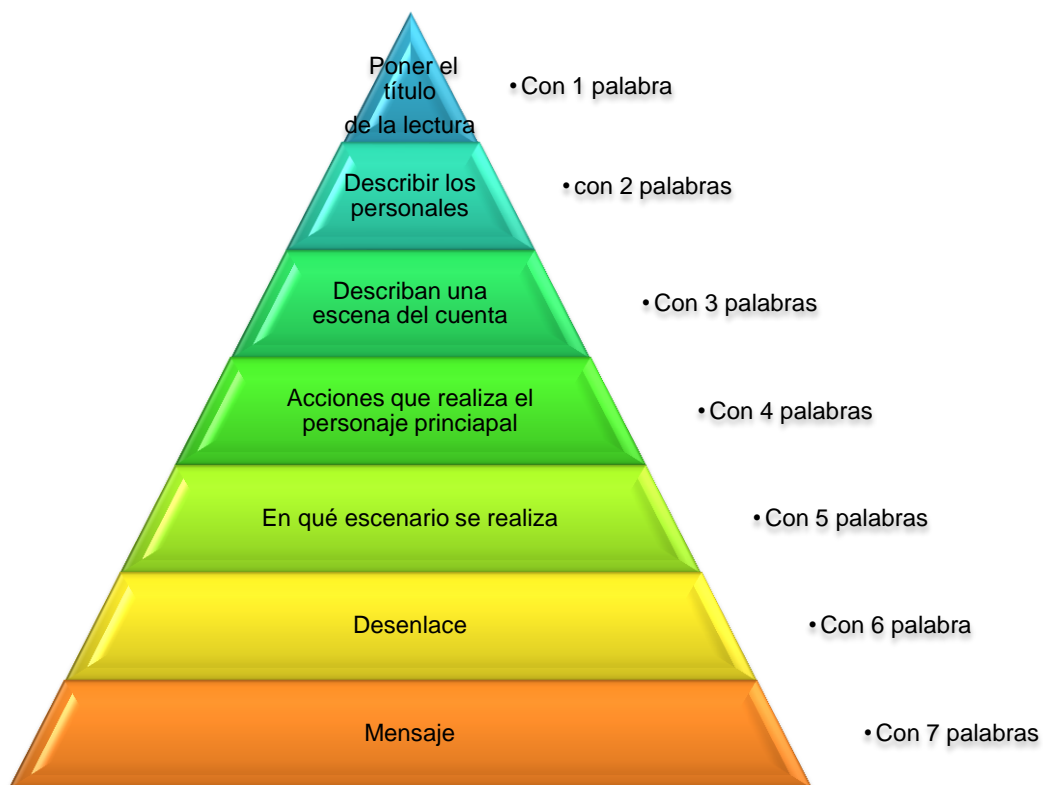 Poner el
título
de la lectura
• Con 1 palabra
Describir los
personales
• con 2 palabras
Describan una
escena del cuenta
• Con 3 palabras
Acciones que realiza el
personaje princiapal
• Con 4 palabras
En qué escenario se realiza
• Con 5 palabras
Desenlace
• Con 6 palabra
Mensaje
• Con 7 palabras